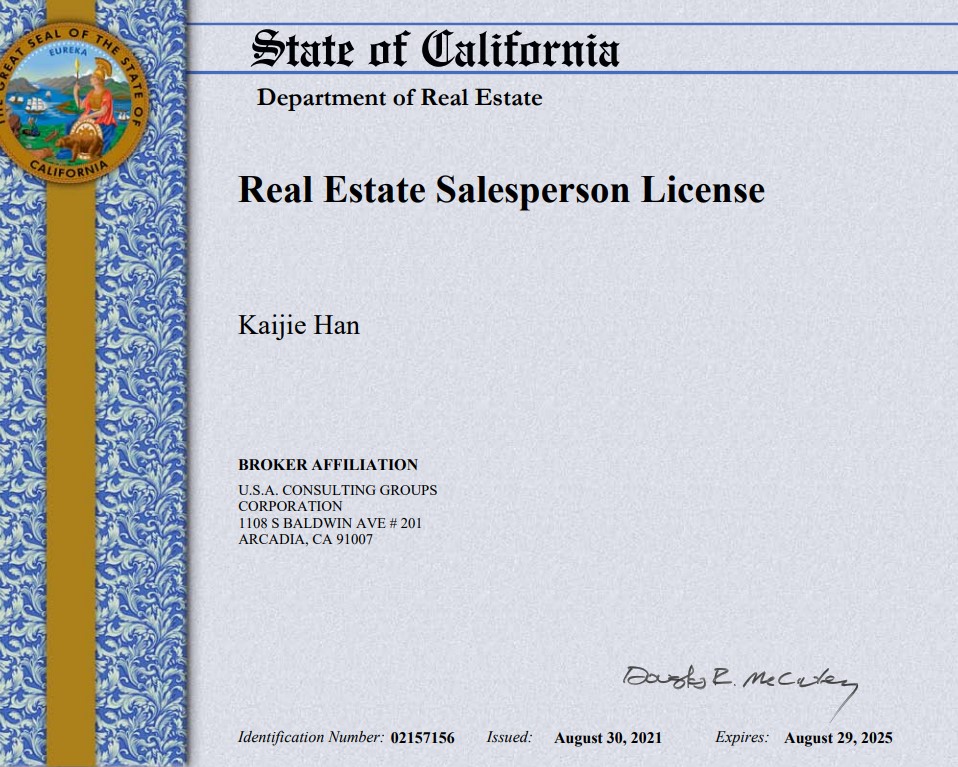 THE GREAT SEAL OF THE STATE OF
EUREKA
CALIFORNIA
State of California
Department of Real Estate
Real Estate Salesperson License
Kaijie Han
BROKER AFFILIATION
U.S.A. CONSULTING GROUPS
CORPORATION
1108 S BALDWIN AVE # 201
ARCADIA, CA 91007
Identification Number: 02157156 Issued: August 30, 2021 Expires: August 29, 2025